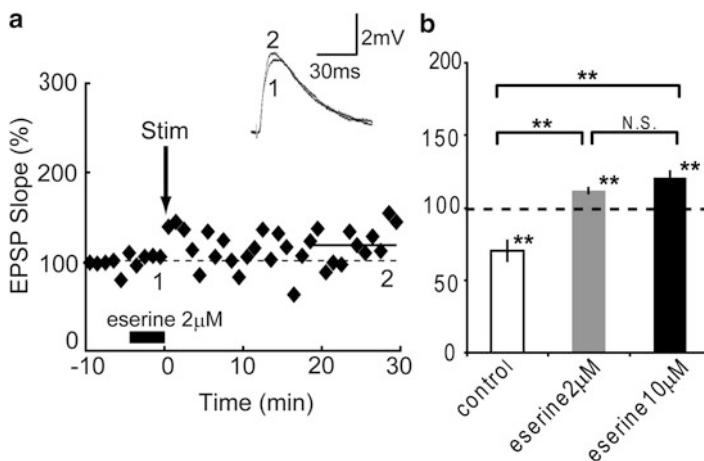 a
2
2mV
30ms
1
300
Stim
200
EPSP Slope (%)
100
1
2
eserine 2μM
0
-10
0
10
20
30
Time (min)
b
200
**
150
**
N.S.
**
**
100
**
50
0
control
eserine2μM
eserine10μM